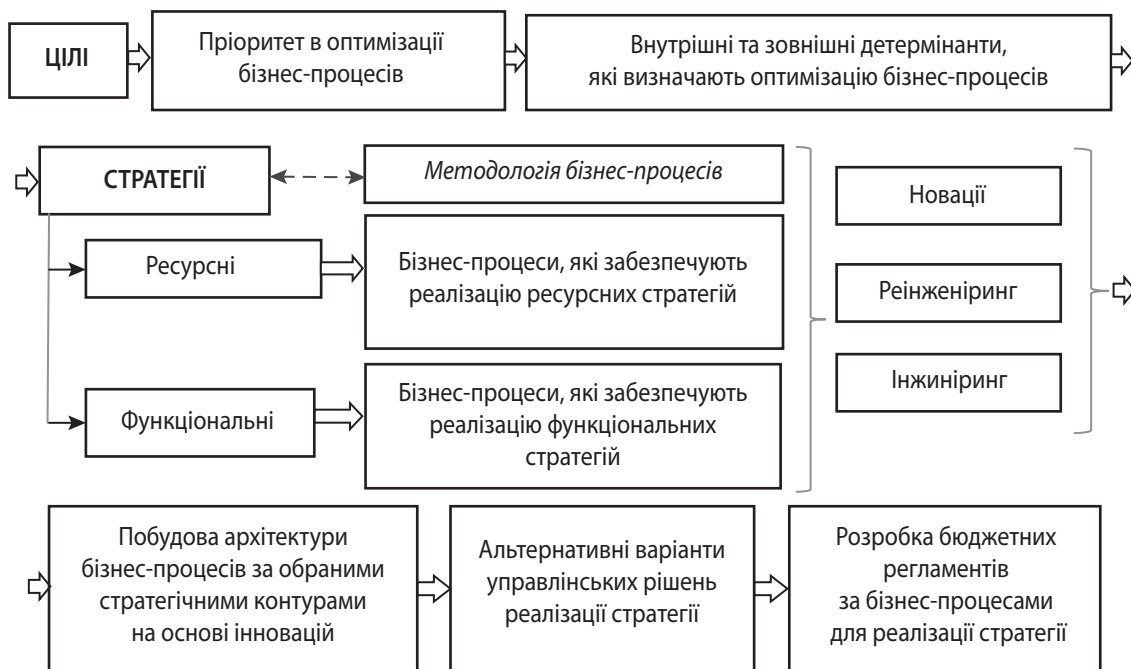 ЦІЛІ
Пріоритет в оптимізації
бізнес-процесів
Внутрішні та зовнішні детермінанти,
які визначають оптимізацію бізнес-процесів
СТРАТЕГІЇ
Методологія бізнес-процесів
Ресурсні
Бізнес-процеси, які забезпечують
реалізацію ресурсних стратегій
Функціональні
Бізнес-процеси, які забезпечують
реалізацію функціональних
стратегій
Новації
Реінженіринг
Інжиніринг
Побудова архітектури
бізнес-процесів за обраними
стратегічними контурами
на основі інновацій
Альтернативні варіанти
управлінських рішень
реалізації стратегії
Розробка бюджетних
регламентів
за бізнес-процесами
для реалізації стратегії